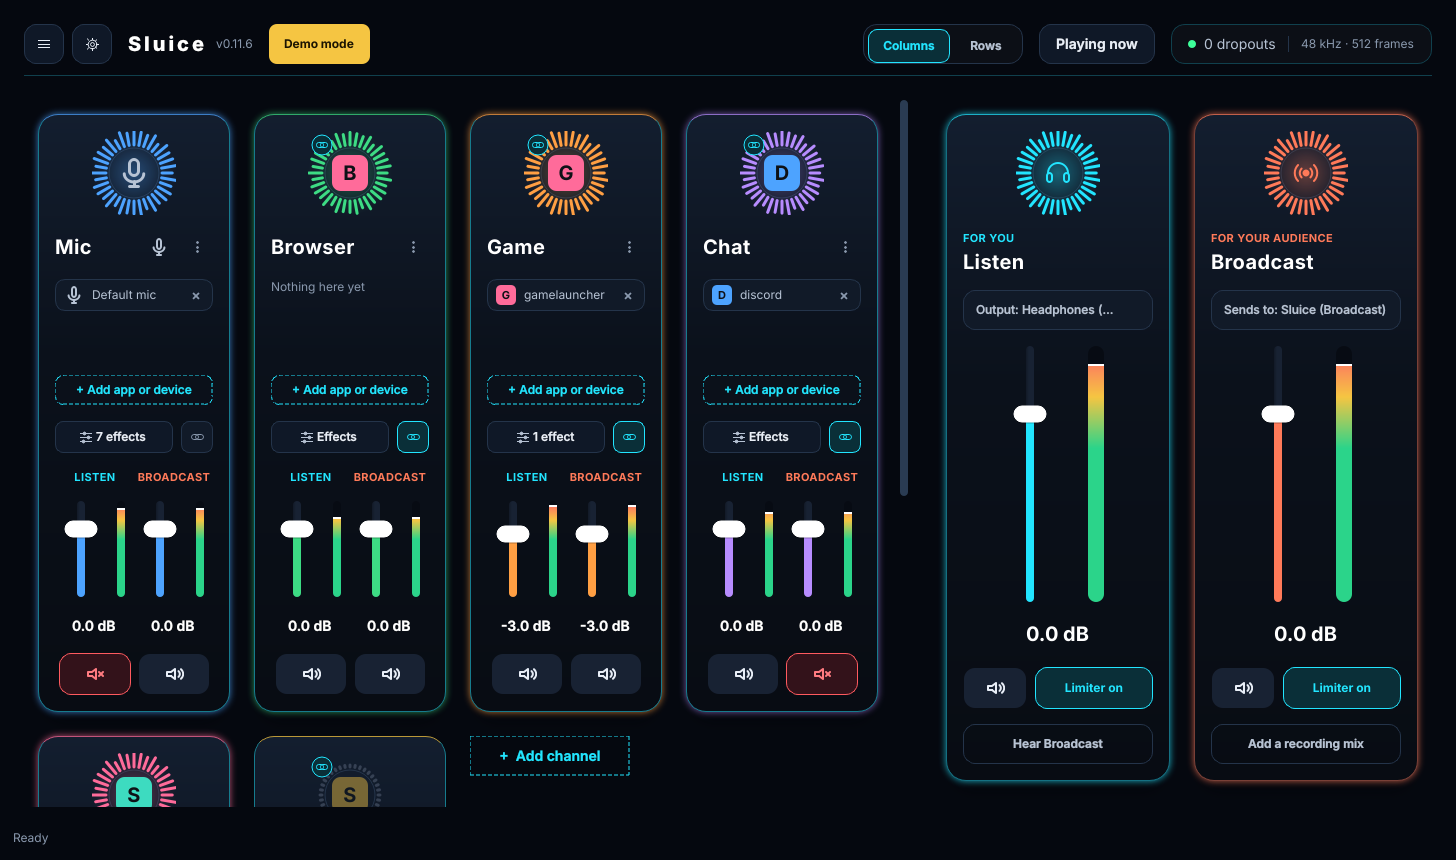 Sluice v0.11.6 Demo mode Columns Rows Playing now 0 dropouts 48 kHz · 512 frames
B
Mic
Default mic ×
+ Add app or device
7 effects
LISTEN BROADCAST
0.0 dB 0.0 dB
Browser
Nothing here yet
+ Add app or device
Effects
LISTEN BROADCAST
0.0 dB 0.0 dB
G
Game
G gamelauncher ×
+ Add app or device
1 effect
LISTEN BROADCAST
-3.0 dB -3.0 dB
D
Chat
D discord ×
+ Add app or device
Effects
LISTEN BROADCAST
0.0 dB 0.0 dB
FOR YOU
Listen
Output: Headphones (...
0.0 dB
Limiter on
Hear Broadcast
FOR YOUR AUDIENCE
Broadcast
Sends to: Sluice (Broadcast)
0.0 dB
Limiter on
Add a recording mix
S
S
+ Add channel
Ready